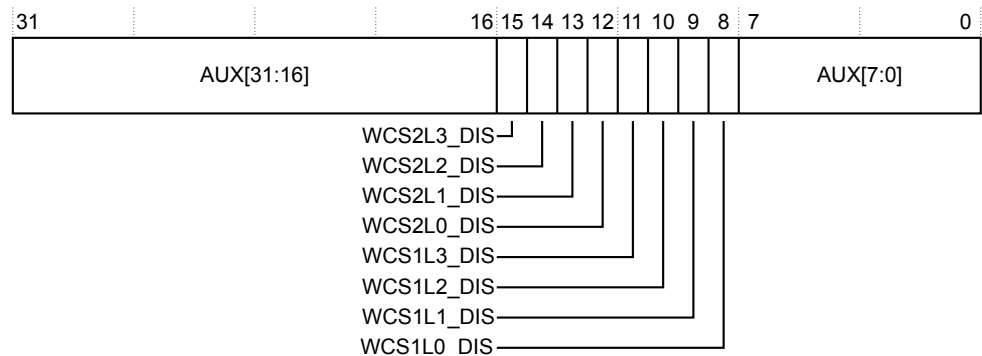 31 16 15 14 13 12 11 10 9 8 7 0
AUX[31:16] AUX[7:0]
WCS2L3_DIS
WCS2L2_DIS
WCS2L1_DIS
WCS2L0_DIS
WCS1L3_DIS
WCS1L2_DIS
WCS1L1_DIS
WCS1L0_DIS